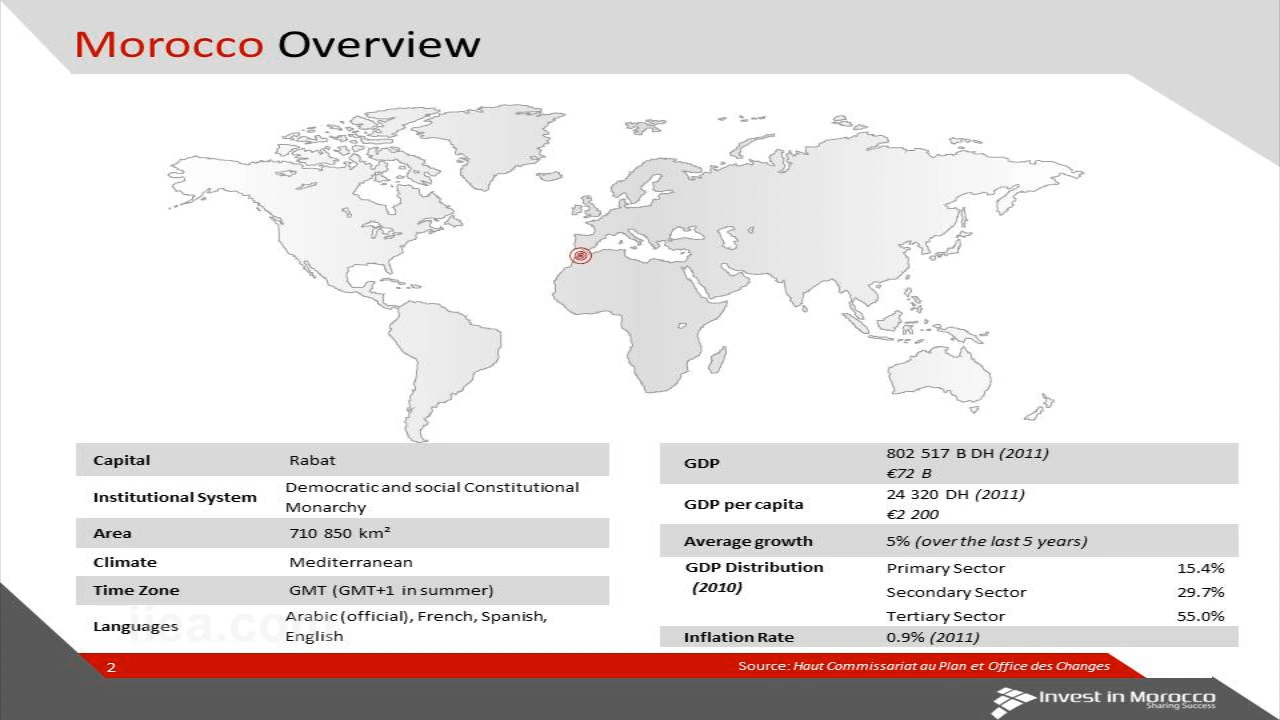 Morocco Overview
Capital Rabat
Institutional System Democratic and social Constitutional
Monarchy
Area 710 850 km²
Climate Mediterranean
Time Zone GMT (GMT+1 in summer)
Languages Arabic (official), French, Spanish,
English
GDP 802 517 B DH (2011)
€72 B
GDP per capita 24 320 DH (2011)
€2 200
Average growth 5% (over the last 5 years)
GDP Distribution Primary Sector 15.4%
(2010)
Secondary Sector 29.7%
Tertiary Sector 55.0%
Inflation Rate 0.9% (2011)
2
Source: Haut Commissariat au Plan et Office des Changes
Invest in Morocco
Sharing Success